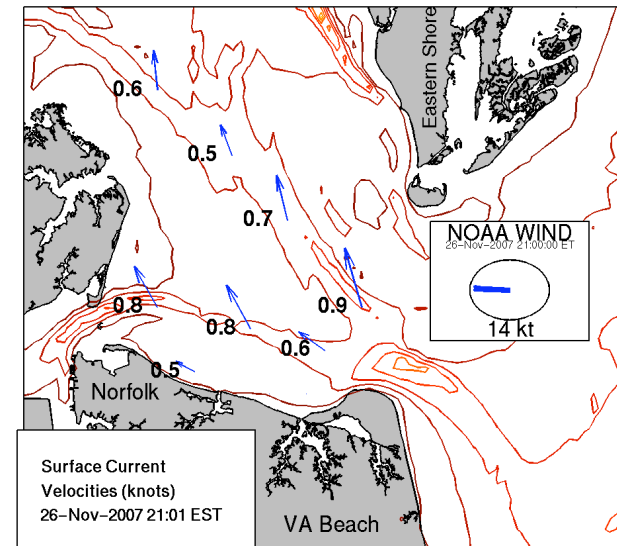 Eastern Shore
0.6
0.5
0.7
NOAA WIND
26-Nov-2007 21:00:00 ET
14 kt
0.9
0.8
0.8
0.6
0.5
Norfolk
VA Beach
Surface Current
Velocities (knots)
26-Nov-2007 21:01 EST